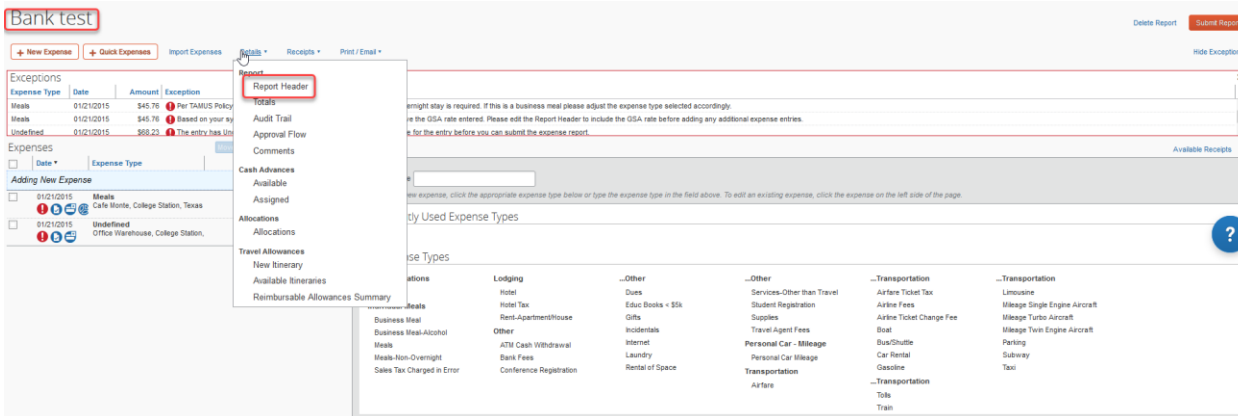 Bank test
Delete Report
Submit Repor
+ New Expense
+ Quick Expenses
Import Expenses
Details
Receipts
Print / Email
Hide Exception
Exceptions
Expense Type Date Amount Exception
Meals 01/21/2015 $45.76 Per TAMUS Policy
ernight stay is required. If this is a business meal please adjust the expense type selected accordingly.
Meals 01/21/2015 $45.76 Based on your sy
ve the GSA rate entered. Please edit the Report Header to include the GSA rate before adding any additional expense entries.
Undefined 01/21/2015 $68.23 The entry has Un
e for the entry before you can submit the expense report.
Report
Report Header
Totals
Audit Trail
Approval Flow
Comments
Cash Advances
Available
Assigned
Allocations
Allocations
Travel Allowances
New Itinerary
Available Itineraries
Reimbursable Allowances Summary
Expenses
Available Receipts
Date Expense Type
Adding New Expense
01/21/2015 Meals
Cafe Monte, College Station, Texas
01/21/2015 Undefined
Office Warehouse, College Station,
e
ew expense, click the appropriate expense type below or type the expense type in the field above. To edit an existing expense, click the expense on the left side of the page.
tly Used Expense Types
?
nse Types
ations
Individual Meals
Business Meal
Business Meal-Alcohol
Meals
Meals-Non-Overnight
Sales Tax Charged in Error
Lodging
Hotel
Hotel Tax
Rent-Apartment/House
Other
ATM Cash Withdrawal
Bank Fees
Conference Registration
...Other
Dues
Educ Books < $5k
Gifts
Incidentals
Internet
Laundry
Rental of Space
...Other
Services-Other than Travel
Student Registration
Supplies
Travel Agent Fees
Personal Car - Mileage
Personal Car Mileage
Transportation
Airfare
...Transportation
Airfare Ticket Tax
Airline Fees
Airline Ticket Change Fee
Boat
Bus/Shuttle
Car Rental
Gasoline
...Transportation
Tolls
Train
...Transportation
Limousine
Mileage Single Engine Aircraft
Mileage Turbo Aircraft
Mileage Twin Engine Aircraft
Parking
Subway
Taxi